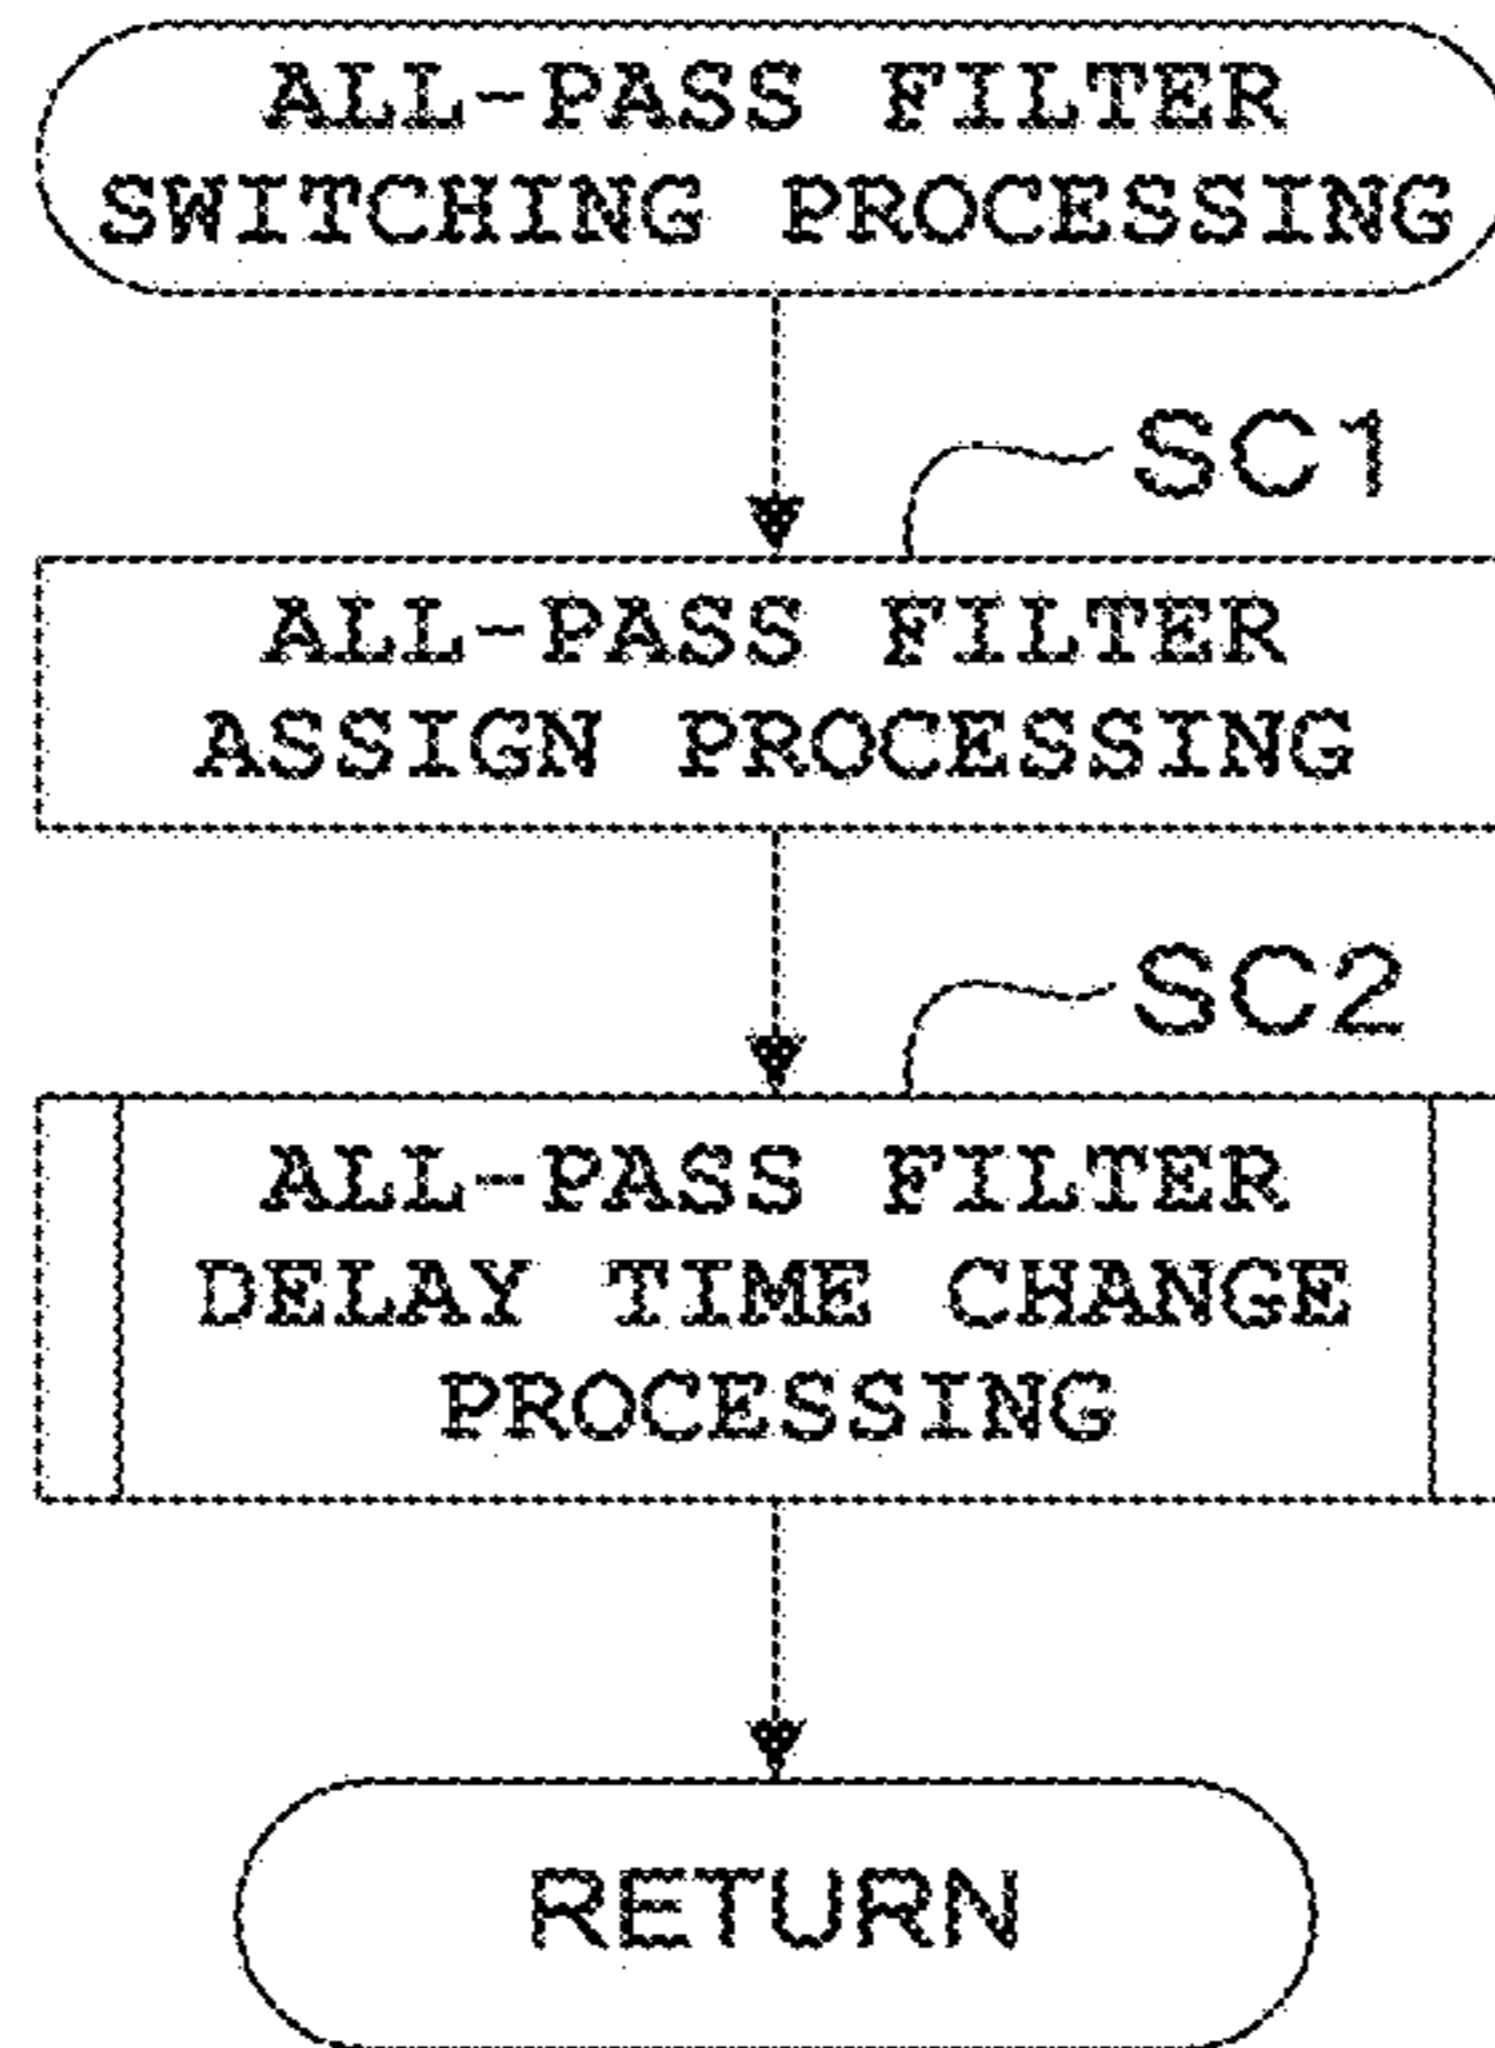 ALL-PASS FILTER
SWITCHING PROCESSING
SC1
ALL-PASS FILTER
ASSIGN PROCESSING
SC2
ALL-PASS FILTER
DELAY TIME CHANGE
PROCESSING
RETURN